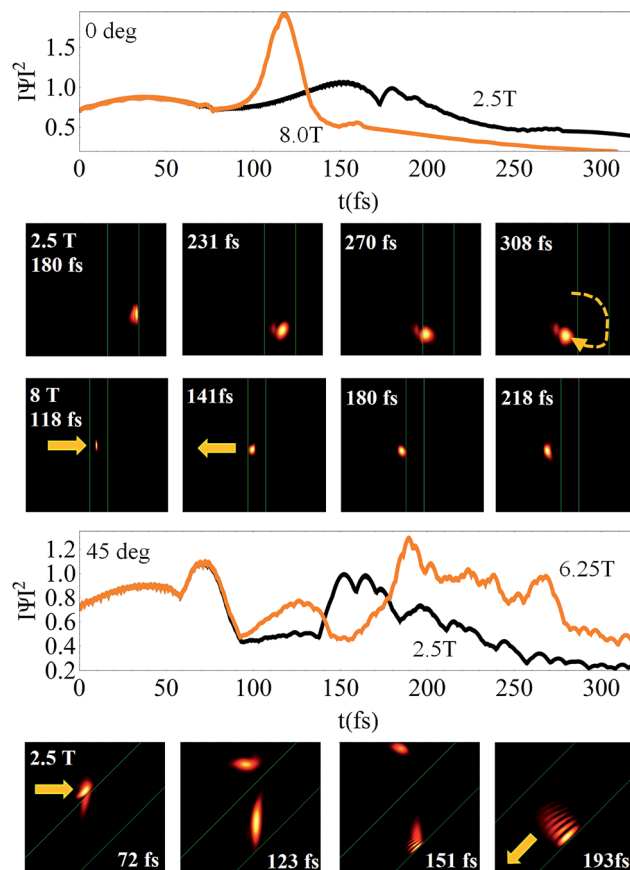 0 deg
1.5
1.0
0.5
|Ψ|²
2.5T
8.0T
0 50 100 150 200 250 300
t(fs)
2.5 T
180 fs
231 fs
270 fs
308 fs
8 T
118 fs
141fs
180 fs
218 fs
45 deg
1.2
1.0
0.8
0.6
0.4
0.2
|Ψ|²
6.25T
2.5T
0 50 100 150 200 250 300
t(fs)
2.5 T
72 fs
123 fs
151 fs
193fs